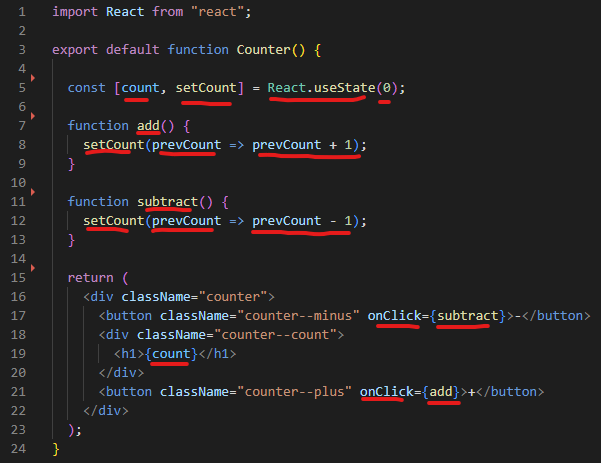 1 import React from "react";
2
3 export default function Counter() {
4
5 const [count, setCount] = React.useState(0);
6
7 function add() {
8 setCount(prevCount => prevCount + 1);
9 }
10
11 function subtract() {
12 setCount(prevCount => prevCount - 1);
13 }
14
15 return (
16 <div className="counter">
17 <button className="counter--minus" onClick={subtract}>-</button>
18 <div className="counter--count">
19 <h1>{count}</h1>
20 </div>
21 <button className="counter--plus" onClick={add}>+</button>
22 </div>
23 );
24 }